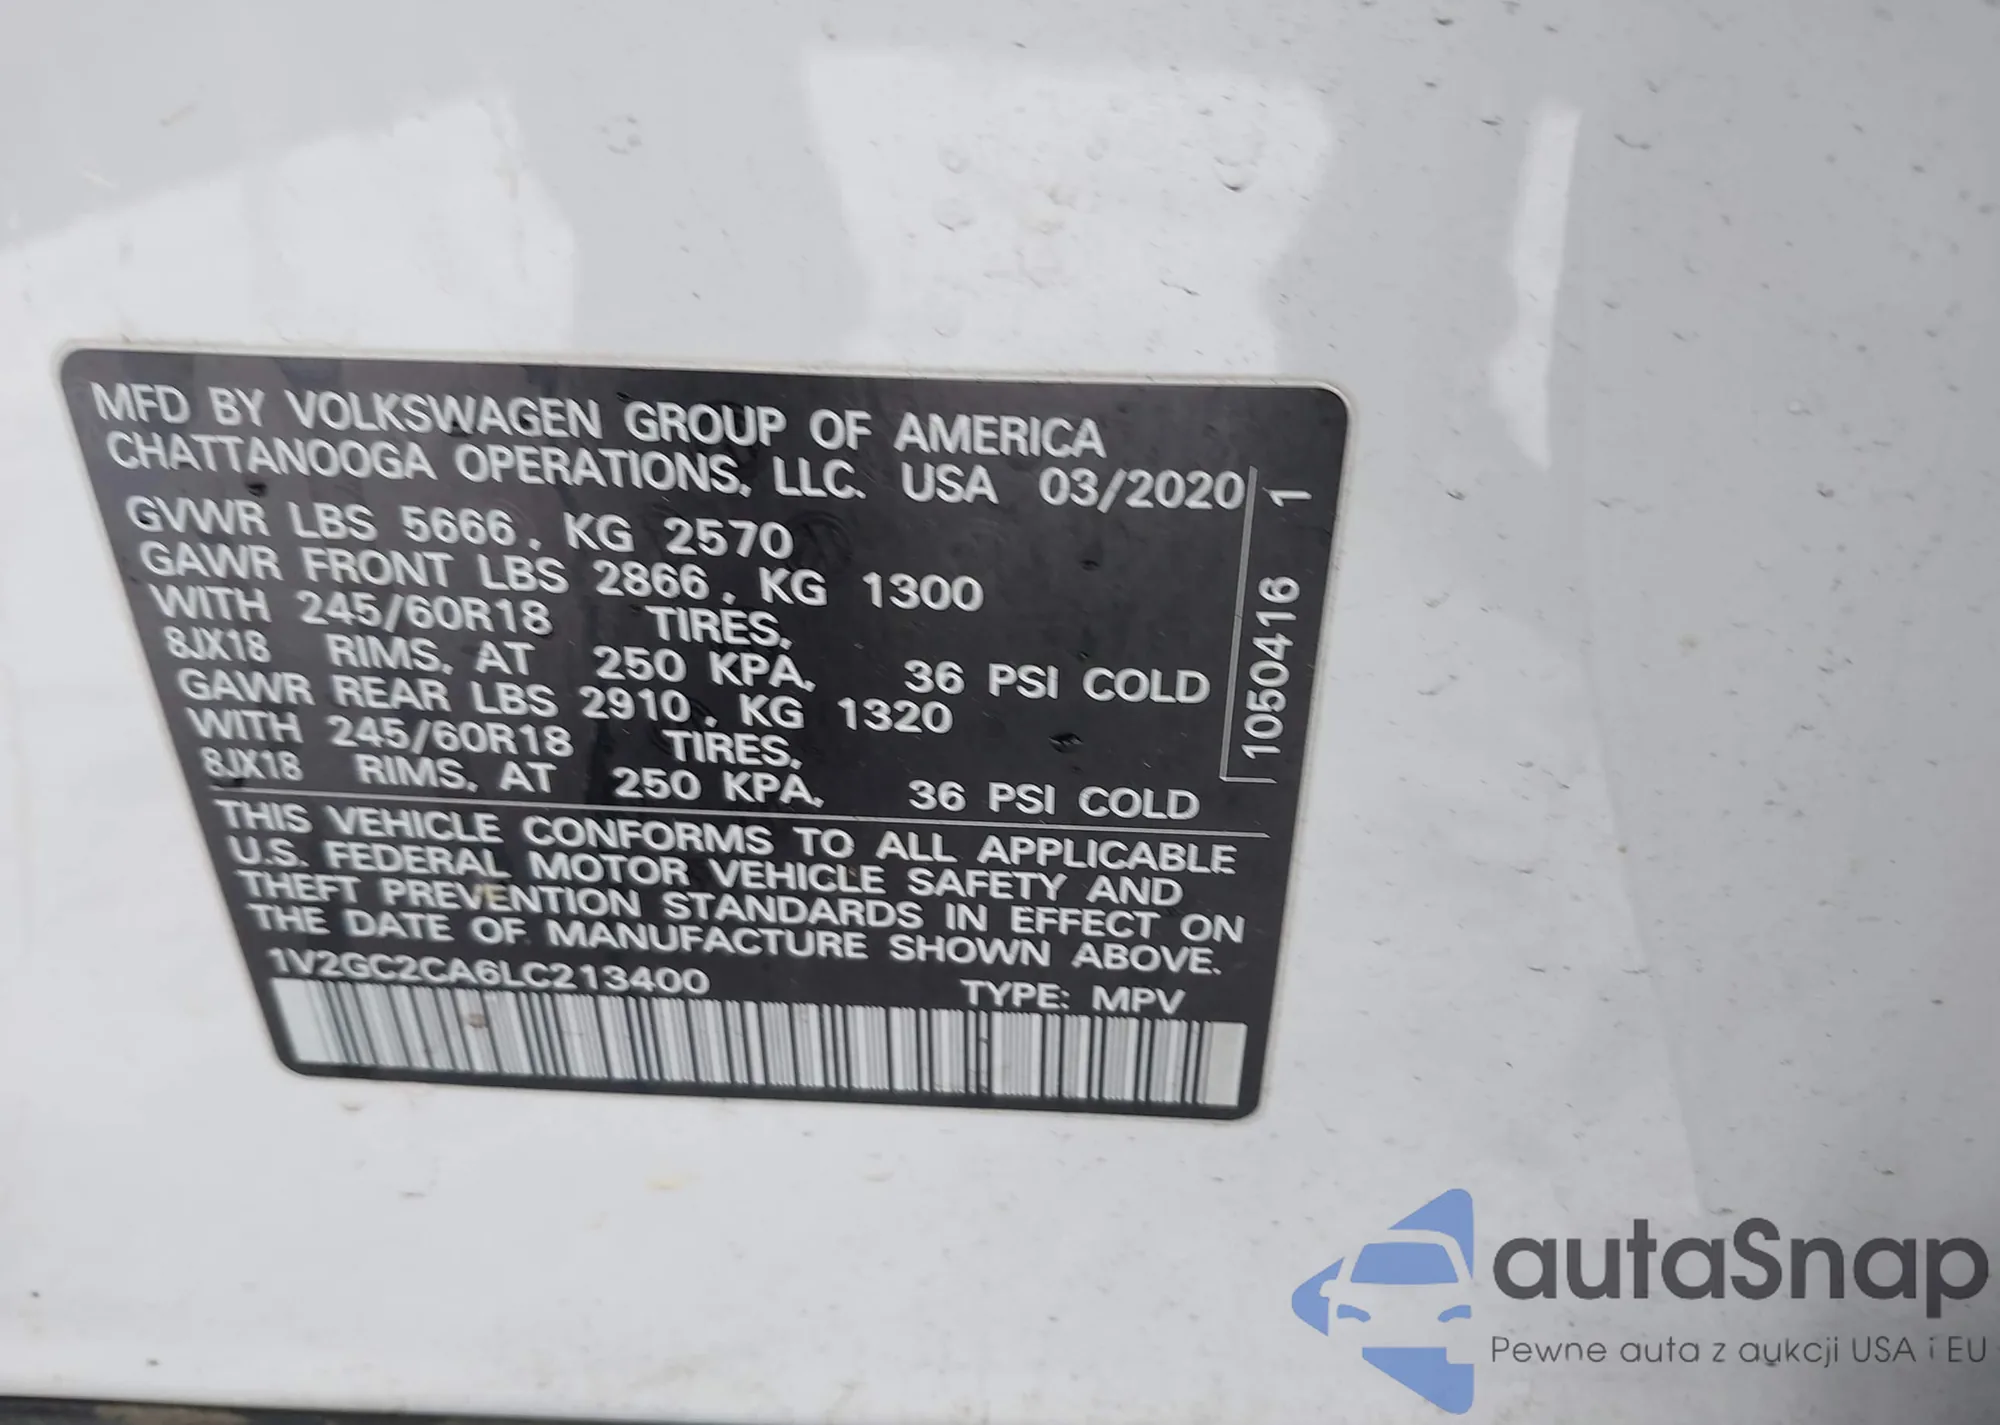 MFD BY VOLKSWAGEN GROUP OF AMERICA
CHATTANOOGA OPERATIONS, LLC. USA 03/2020
GVWR LBS 5666, KG 2570
GAWR FRONT LBS 2866, KG 1300
WITH 245/60R18 TIRES,
8JX18 RIMS, AT 250 KPA, 36 PSI COLD
GAWR REAR LBS 2910, KG 1320
WITH 245/60R18 TIRES,
8JX18 RIMS, AT 250 KPA, 36 PSI COLD
1050416 1
THIS VEHICLE CONFORMS TO ALL APPLICABLE
U.S. FEDERAL MOTOR VEHICLE SAFETY AND
THEFT PREVENTION STANDARDS IN EFFECT ON
THE DATE OF MANUFACTURE SHOWN ABOVE.
1V2GC2CA6LC213400 TYPE: MPV
autaSnap
Pewne auta z aukcji USA i EU